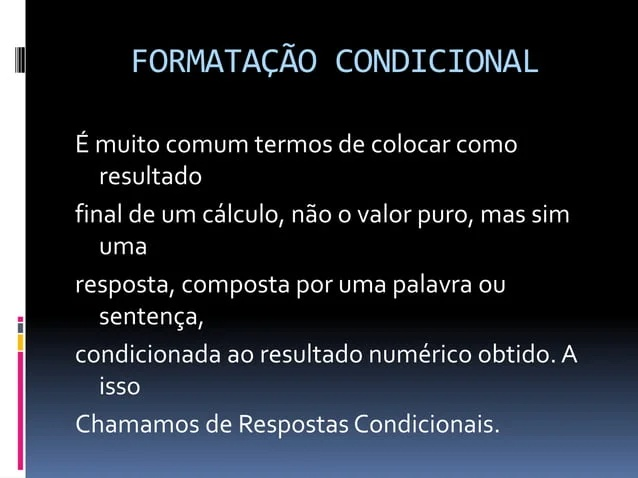 FORMATAÇÃO CONDICIONAL
É muito comum termos de colocar como
resultado
final de um cálculo, não o valor puro, mas sim
uma
resposta, composta por uma palavra ou
sentença,
condicionada ao resultado numérico obtido. A
isso
Chamamos de Respostas Condicionais.